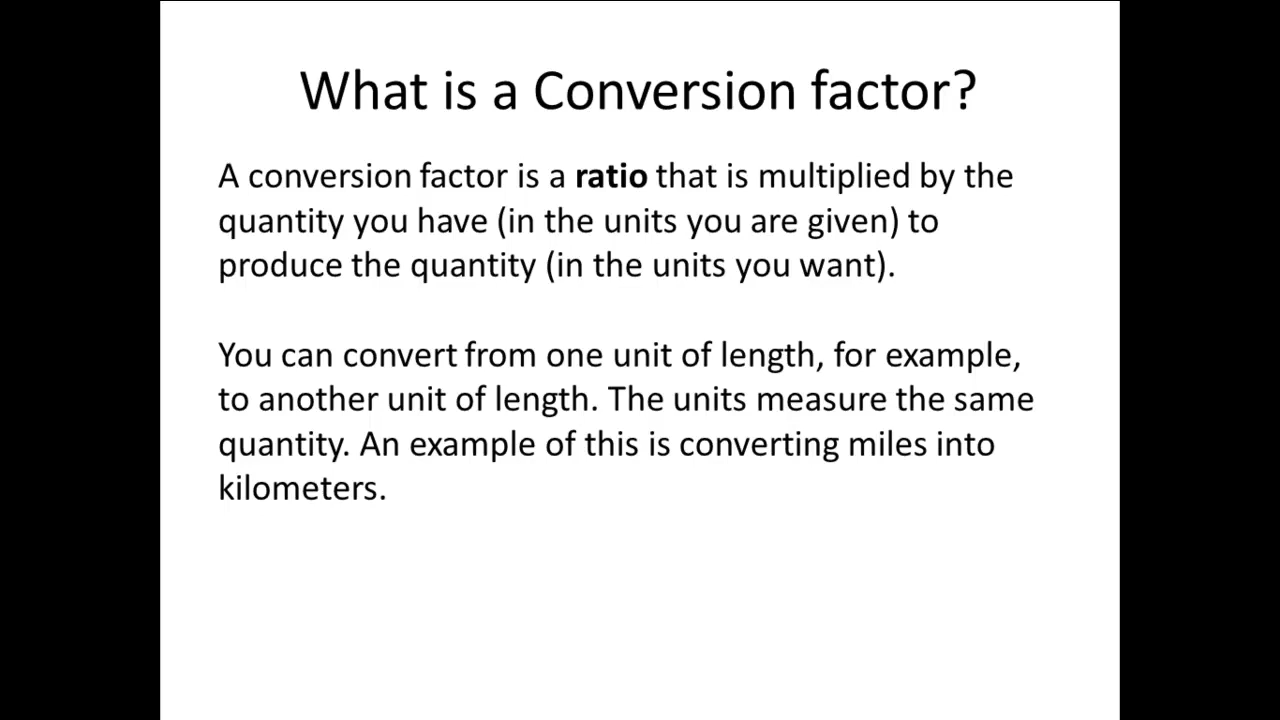 What is a Conversion factor?
A conversion factor is a ratio that is multiplied by the
quantity you have (in the units you are given) to
produce the quantity (in the units you want).
You can convert from one unit of length, for example,
to another unit of length. The units measure the same
quantity. An example of this is converting miles into
kilometers.